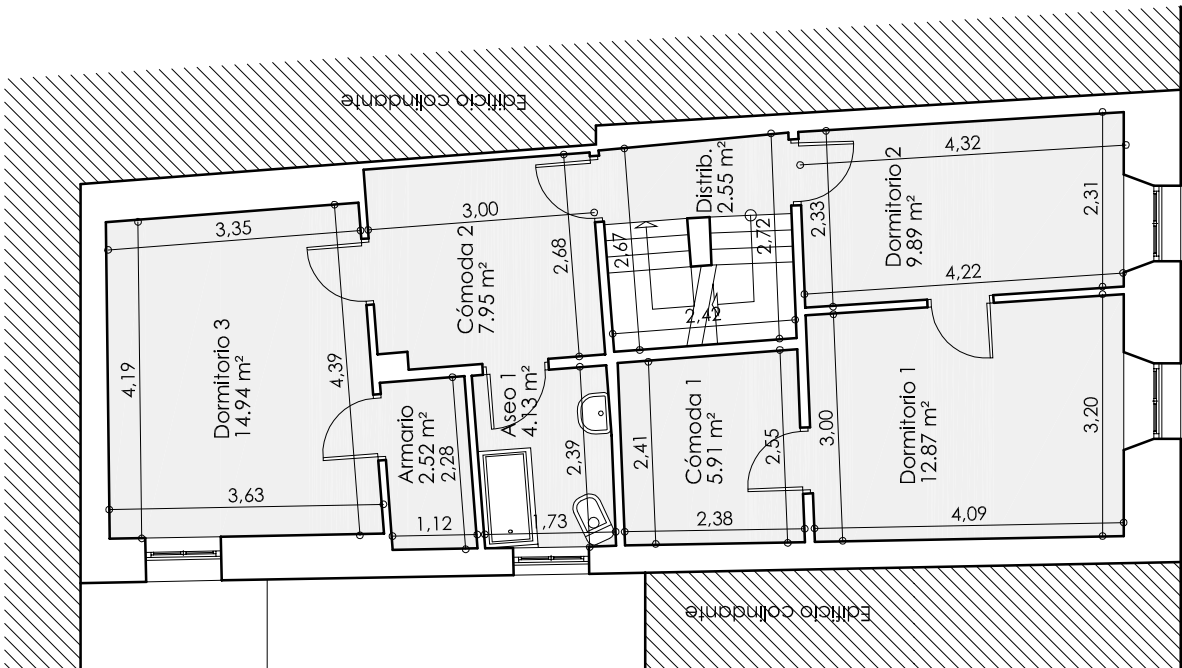 Edificio colindante
4,32
Distrib.
2.55 m²
Dormitorio 2
9.89 m²
2,33
2,31
3,00
3,35
2,67
2,72
2,68
Cómoda 2
7.95 m²
4,22
2,42
Dormitorio 3
14.94 m²
4,19
4,39
Aseo 1
4.13 m²
Armario
2.52 m²
2,28
2,39
2,41
Cómoda 1
5.91 m²
2,55
3,00
Dormitorio 1
12.87 m²
3,20
3,63
1,12
1,73
2,38
4,09
Edificio colindante